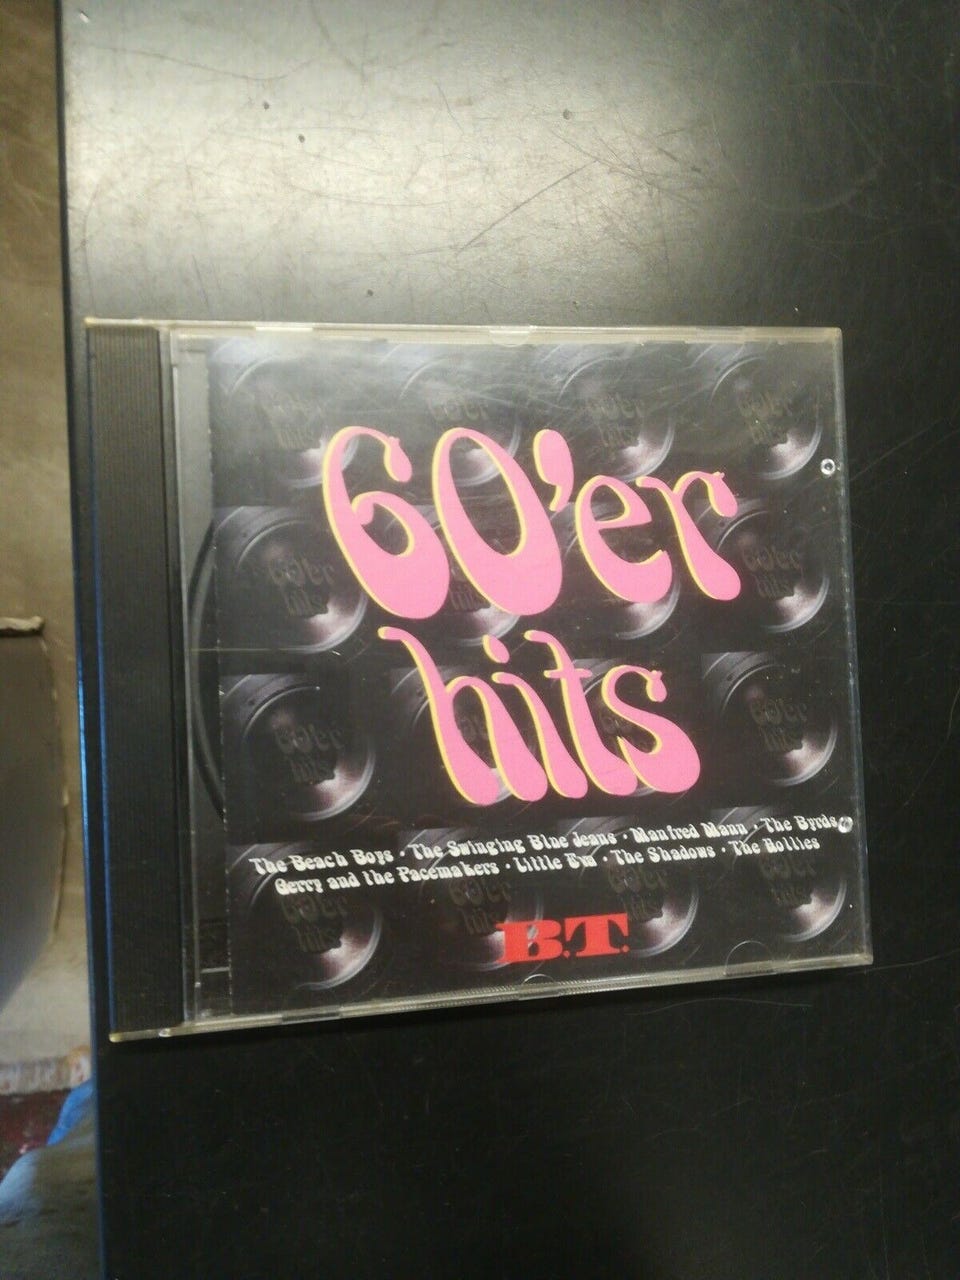 60'er
hits
The Beach Boys · The Swinging Blue Jeans · Manfred Mann · The Byrds
Gerry and the Pacemakers · Little Eva · The Shadows · The Hollies
B.T.